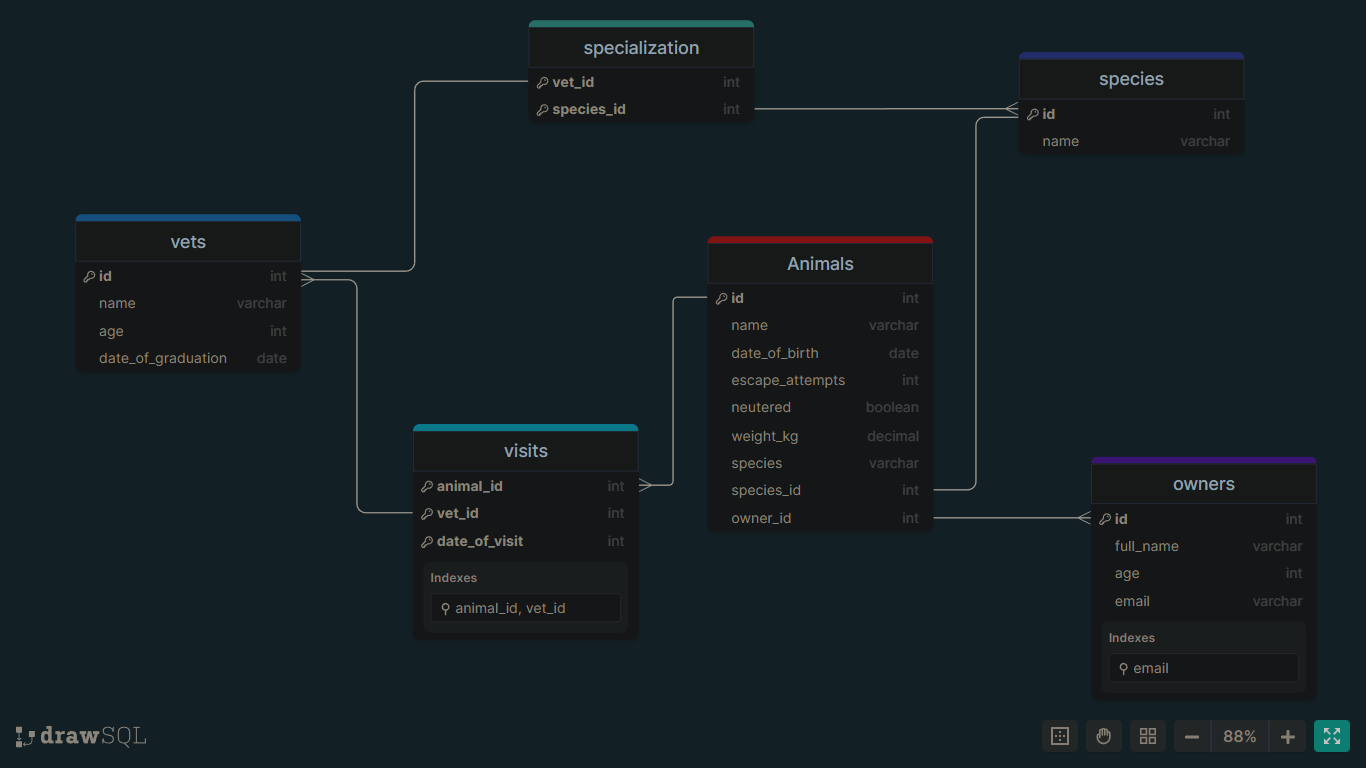 specialization
vet_id int
species_id int
species
id int
name varchar
vets
id int
name varchar
age int
date_of_graduation date
Animals
id int
name varchar
date_of_birth date
escape_attempts int
neutered boolean
weight_kg decimal
species varchar
species_id int
owner_id int
visits
animal_id int
vet_id int
date_of_visit int
Indexes
animal_id, vet_id
owners
id int
full_name varchar
age int
email varchar
Indexes
email
drawSQL
88%